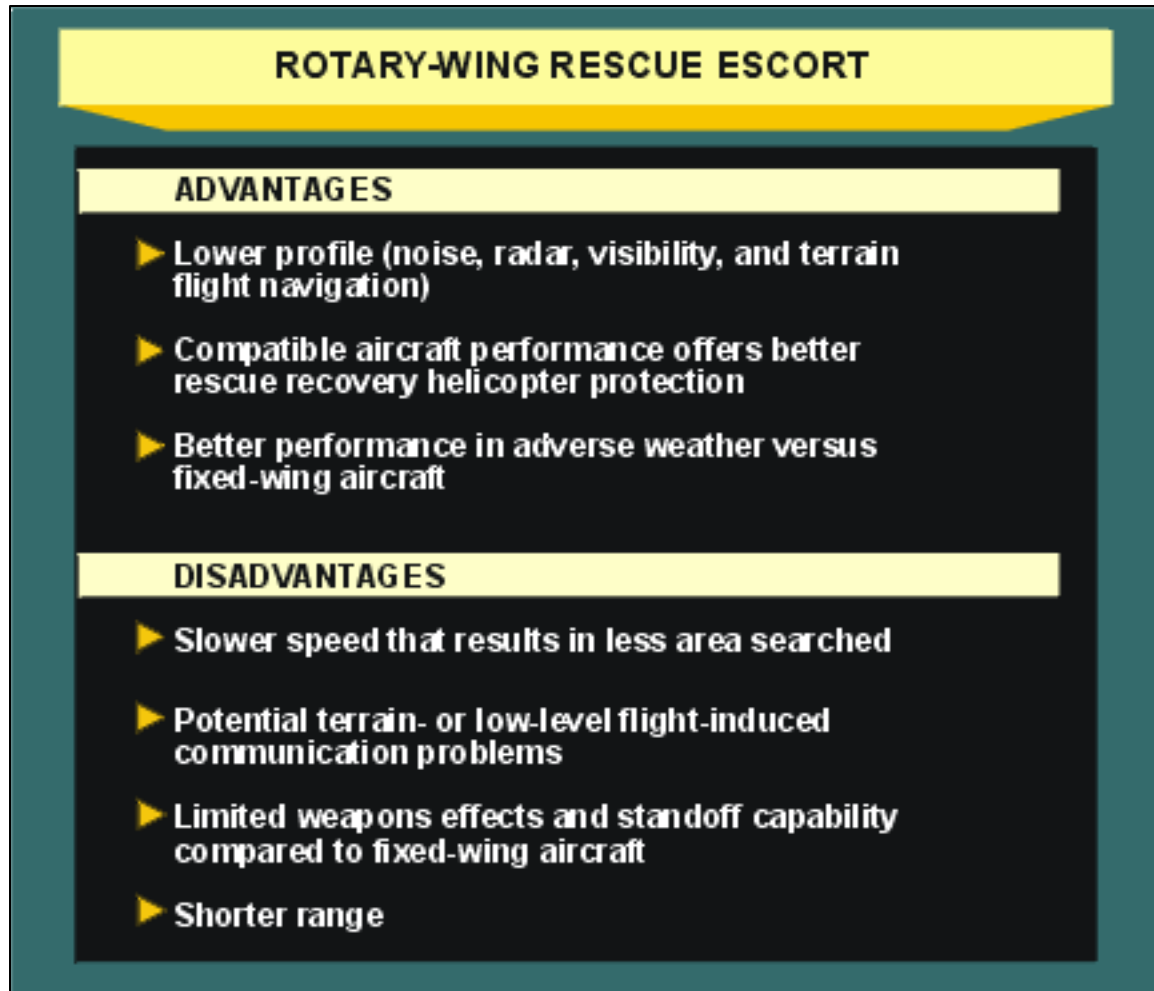 ROTARY-WING RESCUE ESCORT
ADVANTAGES
Lower profile (noise, radar, visibility, and terrain
flight navigation)
Compatible aircraft performance offers better
rescue recovery helicopter protection
Better performance in adverse weather versus
fixed-wing aircraft
DISADVANTAGES
Slower speed that results in less area searched
Potential terrain- or low-level flight-induced
communication problems
Limited weapons effects and standoff capability
compared to fixed-wing aircraft
Shorter range